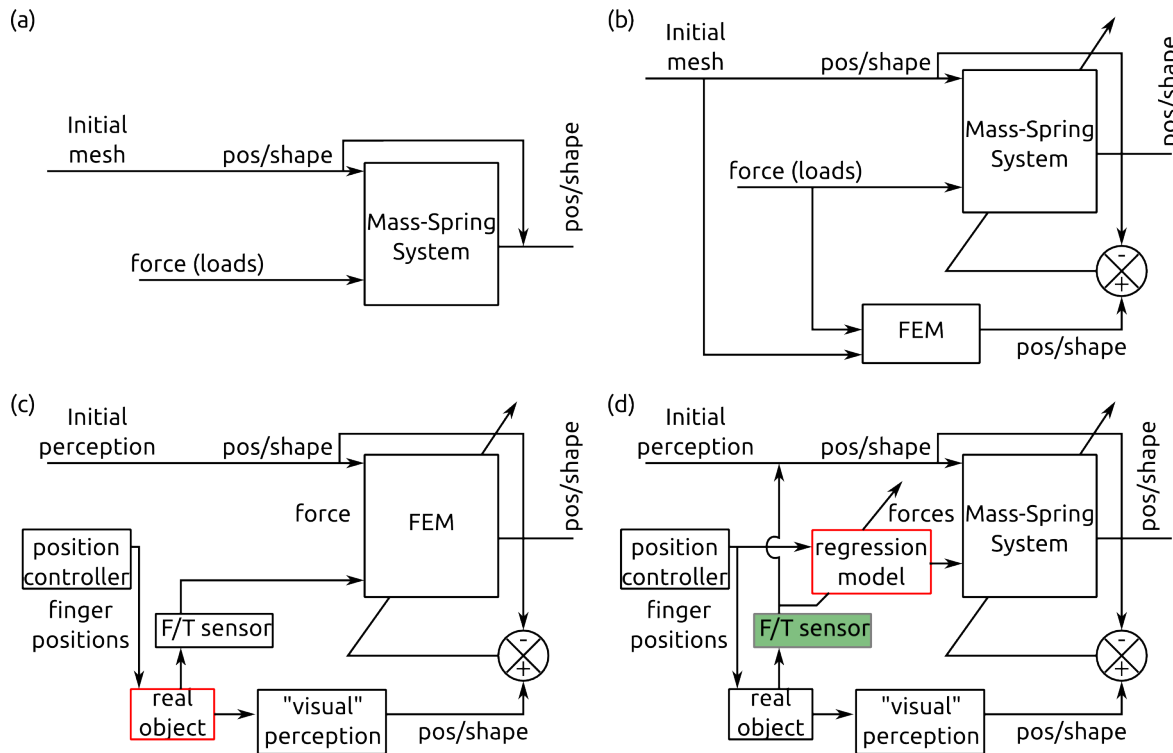 (a)
Initial
mesh
pos/shape
force (loads)
Mass-Spring
System
pos/shape
(b)
Initial
mesh
pos/shape
force (loads)
Mass-Spring
System
pos/shape
-
+
FEM
pos/shape
(c)
Initial
perception
pos/shape
force
FEM
pos/shape
position
controller
finger
positions
F/T sensor
real
object
"visual"
perception
pos/shape
-
+
(d)
Initial
perception
pos/shape
forces
Mass-Spring
System
pos/shape
position
controller
regression
model
finger
positions
F/T sensor
real
object
"visual"
perception
pos/shape
-
+